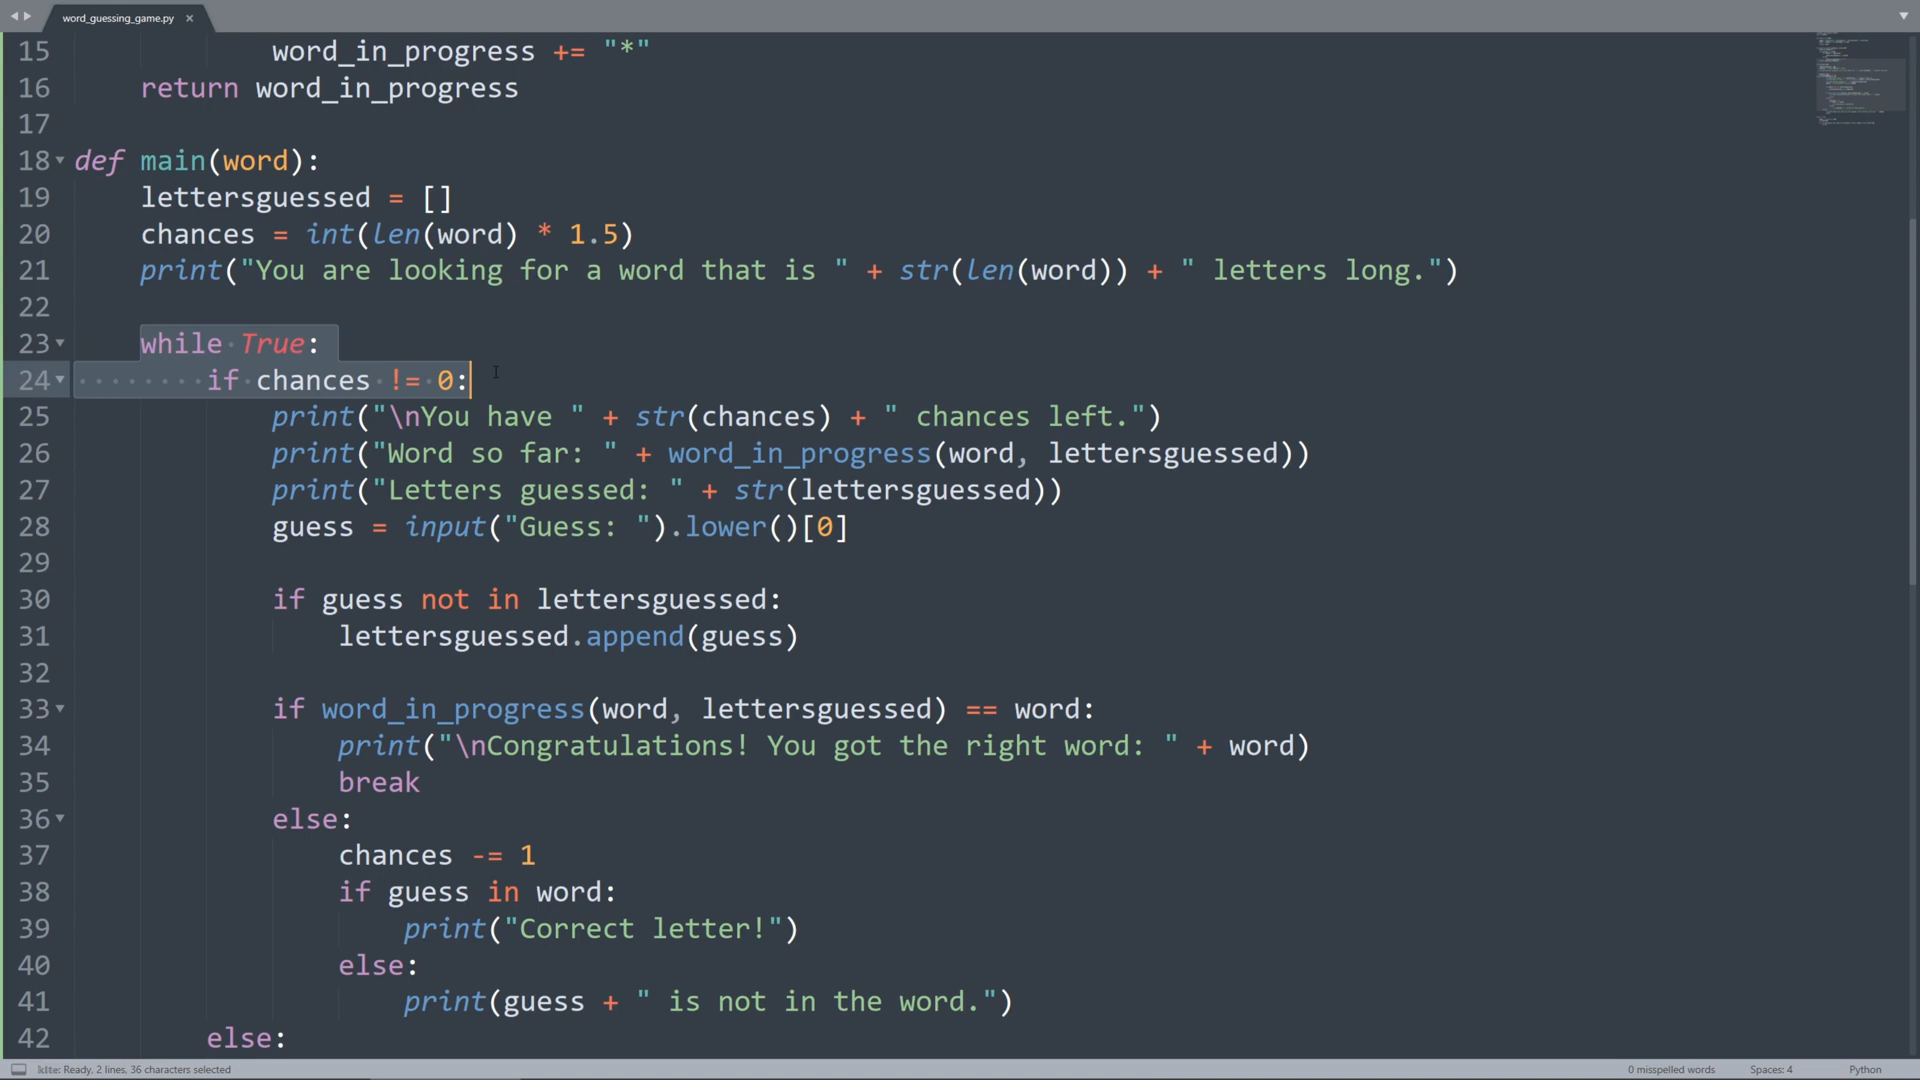 word_guessing_game.py ×
15 word_in_progress += "*"
16 return word_in_progress
17
18 def main(word):
19 lettersguessed = []
20 chances = int(len(word) * 1.5)
21 print("You are looking for a word that is " + str(len(word)) + " letters long.")
22
23 while True:
24 if chances != 0:
25 print("\nYou have " + str(chances) + " chances left.")
26 print("Word so far: " + word_in_progress(word, lettersguessed))
27 print("Letters guessed: " + str(lettersguessed))
28 guess = input("Guess: ").lower()[0]
29
30 if guess not in lettersguessed:
31 lettersguessed.append(guess)
32
33 if word_in_progress(word, lettersguessed) == word:
34 print("\nCongratulations! You got the right word: " + word)
35 break
36 else:
37 chances -= 1
38 if guess in word:
39 print("Correct letter!")
40 else:
41 print(guess + " is not in the word.")
42 else:
kite: Ready, 2 lines, 36 characters selected 0 misspelled words Spaces: 4 Python